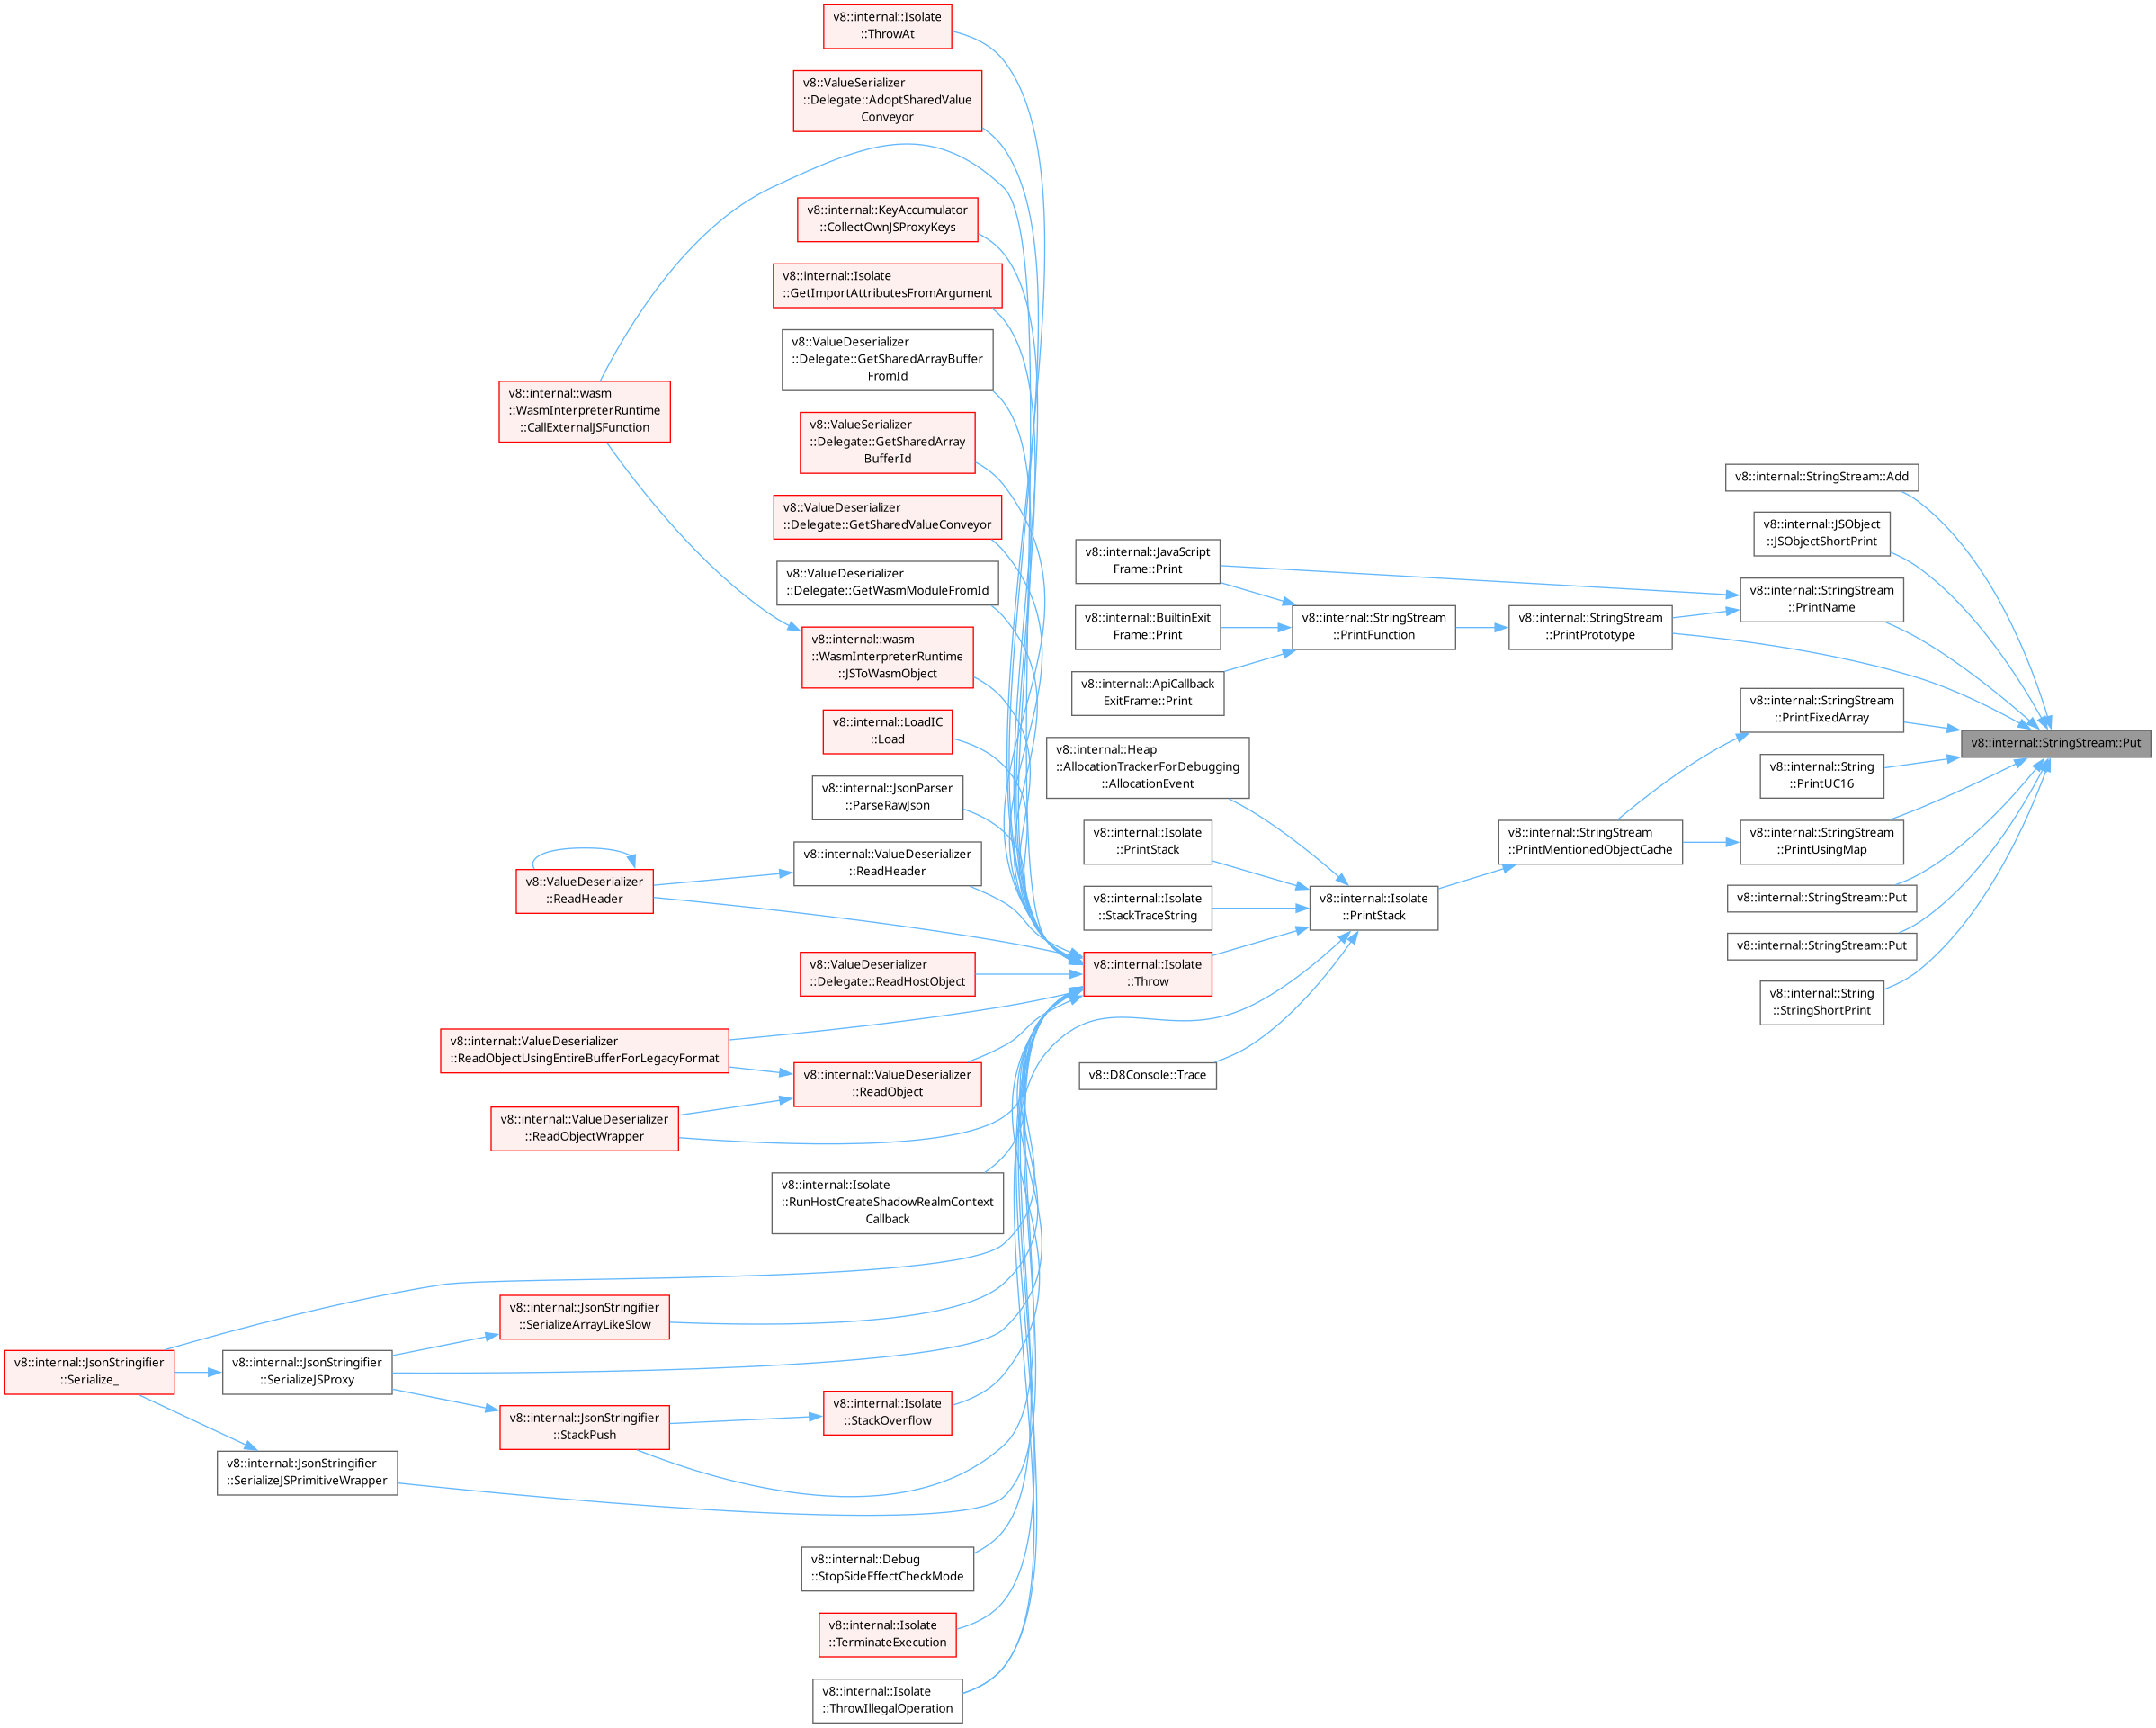 v8::internal::Isolate
::ThrowAt
v8::ValueSerializer
::Delegate::AdoptSharedValue
Conveyor
v8::internal::KeyAccumulator
::CollectOwnJSProxyKeys
v8::internal::Isolate
::GetImportAttributesFromArgument
v8::ValueDeserializer
::Delegate::GetSharedArrayBuffer
FromId
v8::internal::wasm
::WasmInterpreterRuntime
::CallExternalJSFunction
v8::ValueSerializer
::Delegate::GetSharedArray
BufferId
v8::ValueDeserializer
::Delegate::GetSharedValueConveyor
v8::ValueDeserializer
::Delegate::GetWasmModuleFromId
v8::internal::wasm
::WasmInterpreterRuntime
::JSToWasmObject
v8::internal::LoadIC
::Load
v8::internal::JsonParser
::ParseRawJson
v8::internal::ValueDeserializer
::ReadHeader
v8::ValueDeserializer
::ReadHeader
v8::ValueDeserializer
::Delegate::ReadHostObject
v8::internal::ValueDeserializer
::ReadObjectUsingEntireBufferForLegacyFormat
v8::internal::ValueDeserializer
::ReadObject
v8::internal::ValueDeserializer
::ReadObjectWrapper
v8::internal::Isolate
::RunHostCreateShadowRealmContext
Callback
v8::internal::JsonStringifier
::SerializeArrayLikeSlow
v8::internal::JsonStringifier
::Serialize_
v8::internal::JsonStringifier
::SerializeJSProxy
v8::internal::JsonStringifier
::StackPush
v8::internal::Isolate
::StackOverflow
v8::internal::JsonStringifier
::SerializeJSPrimitiveWrapper
v8::internal::Debug
::StopSideEffectCheckMode
v8::internal::Isolate
::TerminateExecution
v8::internal::Isolate
::ThrowIllegalOperation
v8::internal::JavaScript
Frame::Print
v8::internal::BuiltinExit
Frame::Print
v8::internal::ApiCallback
ExitFrame::Print
v8::internal::Heap
::AllocationTrackerForDebugging
::AllocationEvent
v8::internal::Isolate
::PrintStack
v8::internal::Isolate
::StackTraceString
v8::internal::Isolate
::Throw
v8::D8Console::Trace
v8::internal::StringStream
::PrintFunction
v8::internal::Isolate
::PrintStack
v8::internal::StringStream
::PrintPrototype
v8::internal::StringStream
::PrintMentionedObjectCache
v8::internal::StringStream::Add
v8::internal::JSObject
::JSObjectShortPrint
v8::internal::StringStream
::PrintName
v8::internal::StringStream
::PrintFixedArray
v8::internal::String
::PrintUC16
v8::internal::StringStream
::PrintUsingMap
v8::internal::StringStream::Put
v8::internal::StringStream::Put
v8::internal::String
::StringShortPrint
v8::internal::StringStream::Put